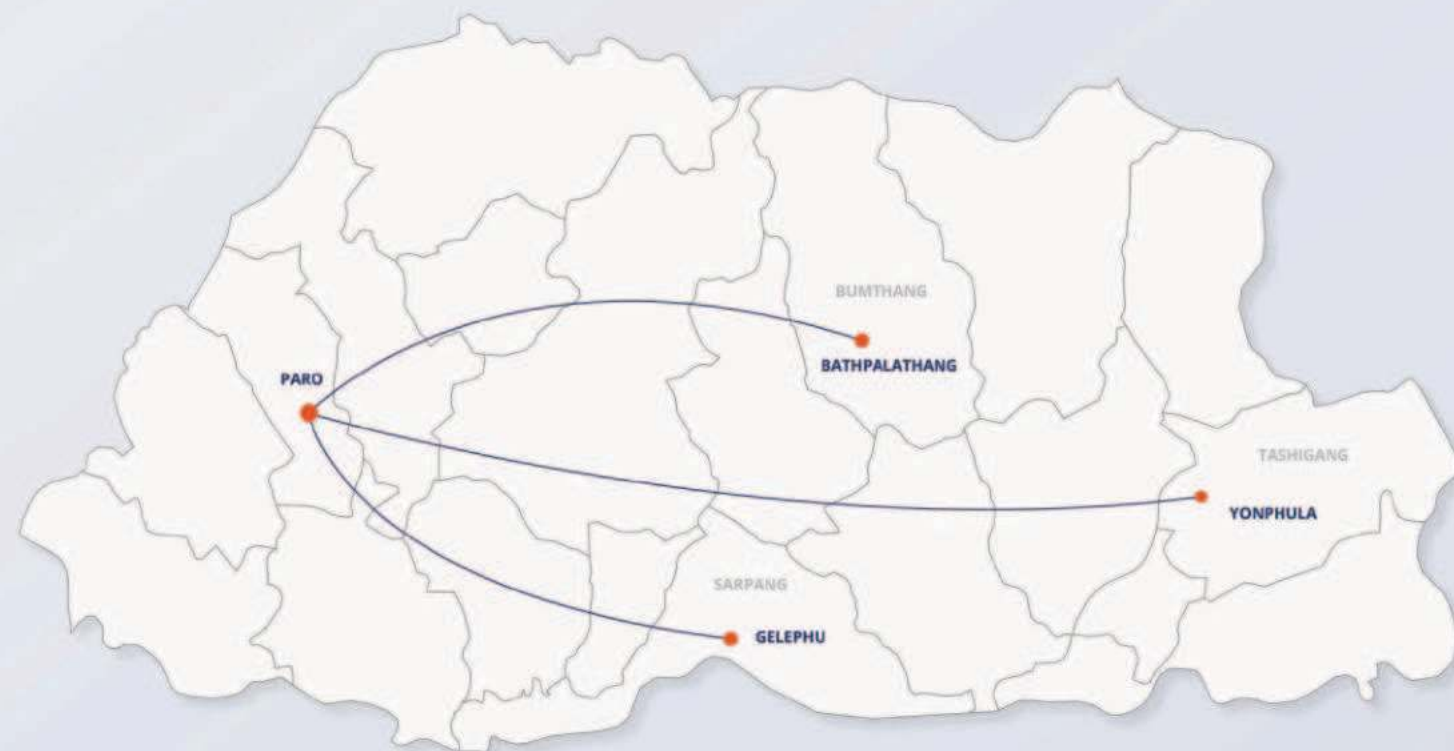 BUMTHANG
BATHPALATHANG
PARO
TASHIGANG
YONPHULA
SARPANG
GELEPHU